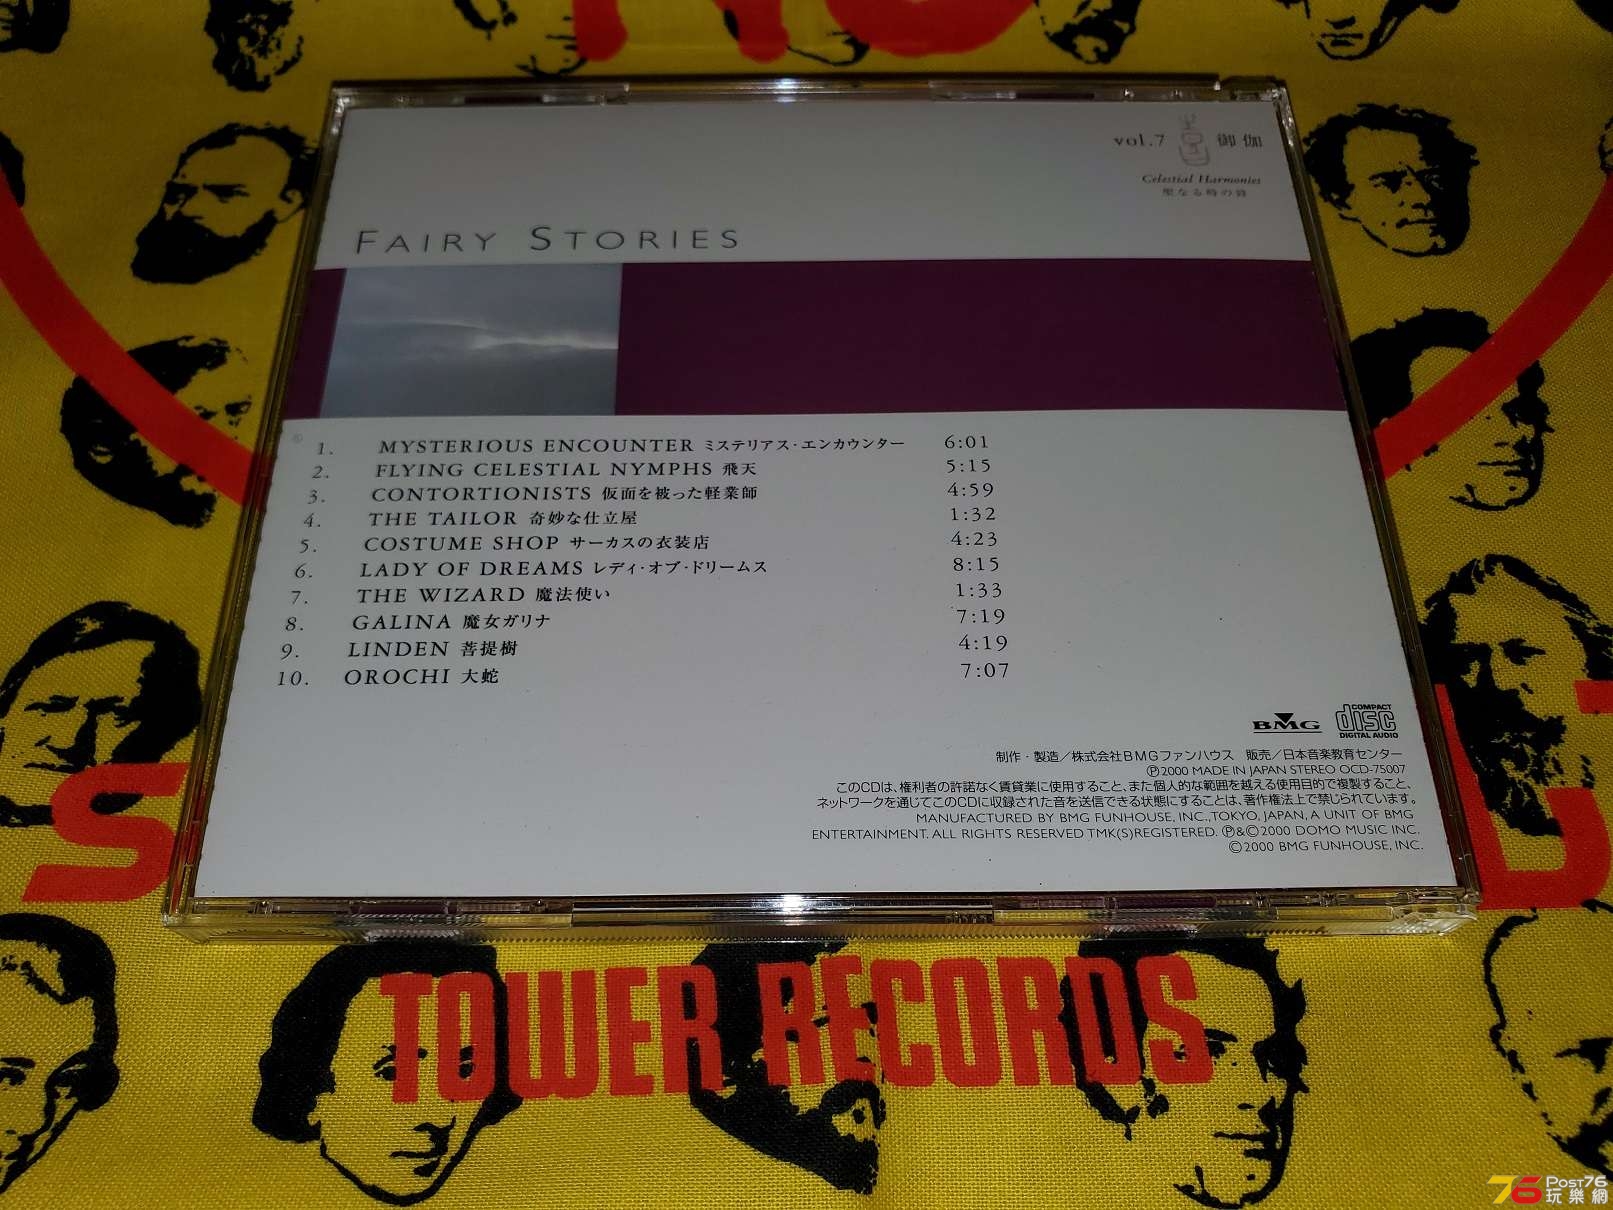 NO
vol.7 御伽
Celestial Harmonies
聖なる時の音
FAIRY STORIES
1. MYSTERIOUS ENCOUNTER ミステリアス・エンカウンター 6:01
2. FLYING CELESTIAL NYMPHS 飛天 5:15
3. CONTORTIONISTS 仮面を被った軽業師 4:59
4. THE TAILOR 奇妙な仕立屋 1:32
5. COSTUME SHOP サーカスの衣装店 4:23
6. LADY OF DREAMS レディ・オブ・ドリームス 8:15
7. THE WIZARD 魔法使い 1:33
8. GALINA 魔女ガリナ 7:19
9. LINDEN 菩提樹 4:19
10. OROCHI 大蛇 7:07
BMG COMPACT disc DIGITAL AUDIO
制作・製造／株式会社BMGファンハウス 販売／日本音楽教育センター
Ⓟ2000 MADE IN JAPAN STEREO OCD-75007
このCDは、権利者の許諾なく賃貸業に使用すること、また個人的な範囲を越える使用目的で複製すること、
ネットワークを通じてこのCDに収録された音を送信できる状態にすることは、著作権法上で禁じられています。
MANUFACTURED BY BMG FUNHOUSE, INC.,TOKYO, JAPAN, A UNIT OF BMG
ENTERTAINMENT. ALL RIGHTS RESERVED TMK(S)REGISTERED. Ⓟ&©2000 DOMO MUSIC INC.
©2000 BMG FUNHOUSE, INC.
TOWER RECORDS
76 Post76
玩樂網